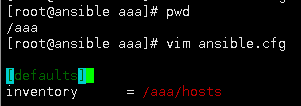 [root@ansible aaa]# pwd
/aaa
[root@ansible aaa]# vim ansible.cfg
[defaults]
inventory      = /aaa/hosts